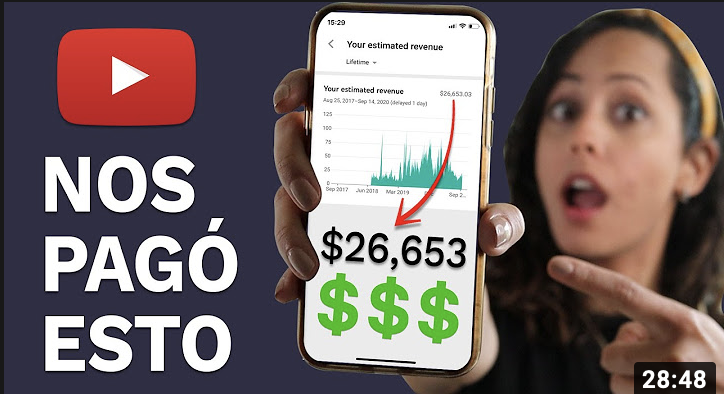 NOS
PAGÓ
ESTO
15:29
Your estimated revenue
Lifetime
Your estimated revenue
$26,653.03
Aug 25, 2017-Sep 14, 2020 (delayed 1 day)
125
100
75
50
25
0
Sep 2017 Jun 2018 Mar 2019 Sep 2...
$26,653
$$$
28:48